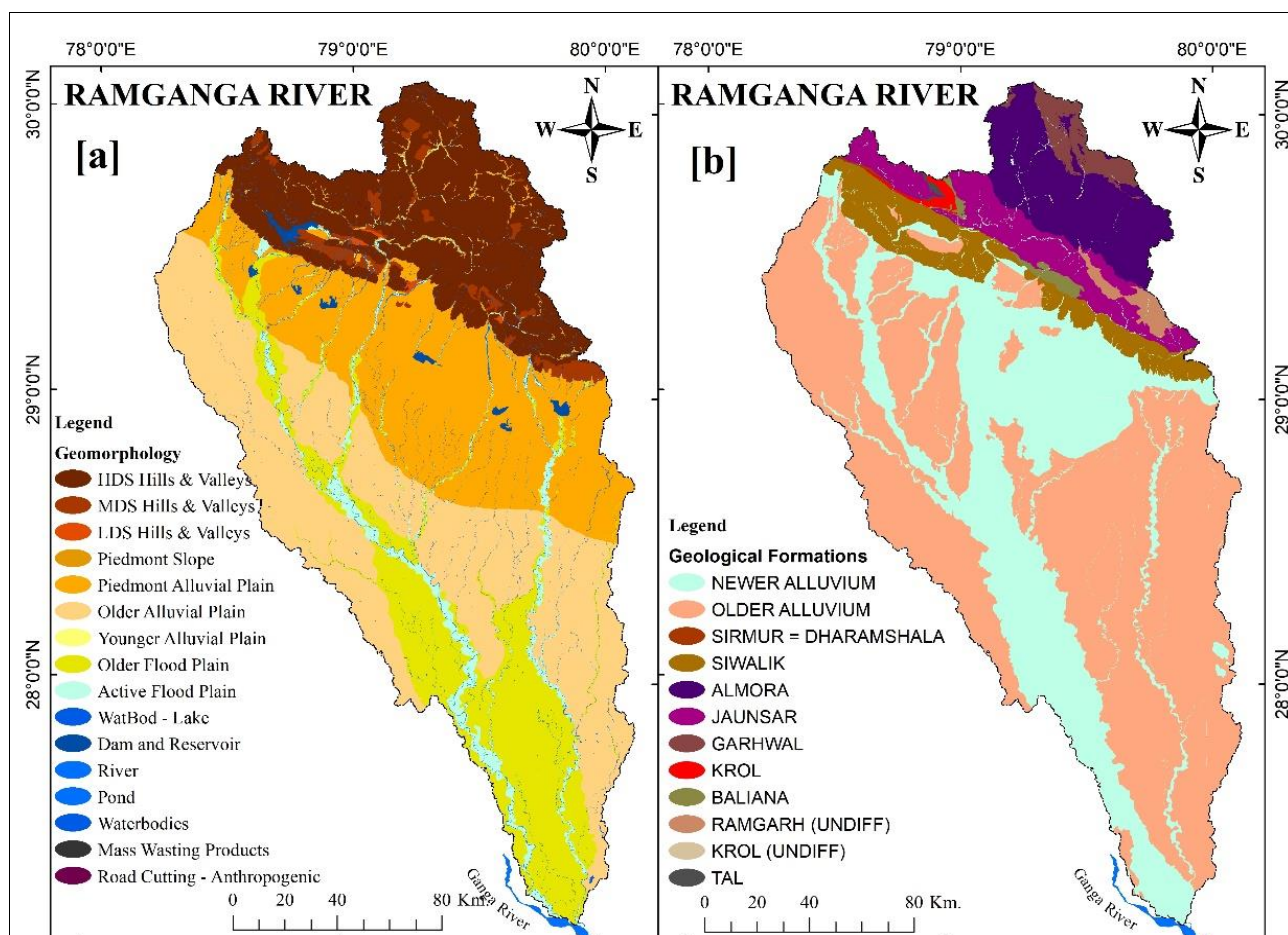 78°0'0"E
79°0'0"E
80°0'0"E
78°0'0"E
79°0'0"E
80°0'0"E
30°0'0"N
29°0'0"N
28°0'0"N
RAMGANGA RIVER
[a]
N
W
E
S
Legend
Geomorphology
HDS Hills & Valleys
MDS Hills & Valleys
LDS Hills & Valleys
Piedmont Slope
Piedmont Alluvial Plain
Older Alluvial Plain
Younger Alluvial Plain
Older Flood Plain
Active Flood Plain
WatBod - Lake
Dam and Reservoir
River
Pond
Waterbodies
Mass Wasting Products
Road Cutting - Anthropogenic
0 20 40 80 Km.
Ganga River
RAMGANGA RIVER
[b]
N
W
E
S
Legend
Geological Formations
NEWER ALLUVIUM
OLDER ALLUVIUM
SIRMUR = DHARAMSHALA
SIWALIK
ALMORA
JAUNSAR
GARHWAL
KROL
BALIANA
RAMGARH (UNDIFF)
KROL (UNDIFF)
TAL
0 20 40 80 Km.
Ganga River
30°0'0"N
29°0'0"N
28°0'0"N